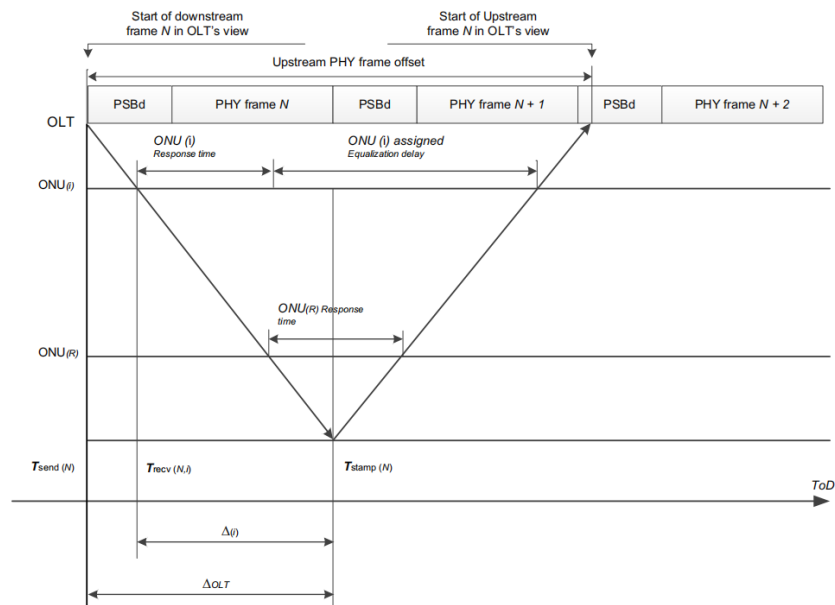 Start of downstream
frame N in OLT's view
Start of Upstream
frame N in OLT's view
Upstream PHY frame offset
PSBd
PHY frame N
PSBd
PHY frame N + 1
PSBd
PHY frame N + 2
OLT
ONU (i)
Response time
ONU (i) assigned
Equalization delay
ONU(i)
ONU(R) Response
time
ONU(R)
Tsend (N)
Trecv (N,i)
Tstamp (N)
ToD
Δ(i)
ΔOLT